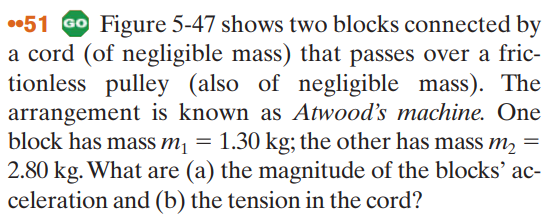 ••51 GO Figure 5-47 shows two blocks connected by
a cord (of negligible mass) that passes over a fric-
tionless pulley (also of negligible mass). The
arrangement is known as Atwood's machine. One
block has mass m₁ = 1.30 kg; the other has mass m₂ =
2.80 kg. What are (a) the magnitude of the blocks' ac-
celeration and (b) the tension in the cord?